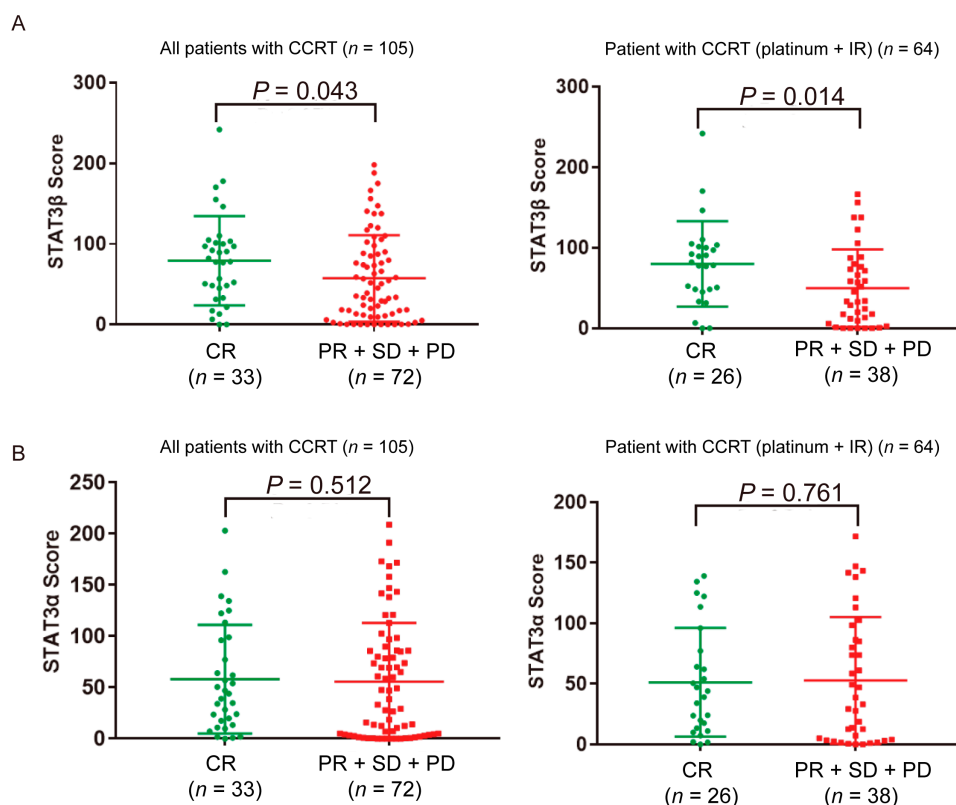 A
All patients with CCRT (n = 105)
300
200
100
0
STAT3β Score
P = 0.043
CR
(n = 33)
PR + SD + PD
(n = 72)
Patient with CCRT (platinum + IR) (n = 64)
300
200
100
0
STAT3β Score
P = 0.014
CR
(n = 26)
PR + SD + PD
(n = 38)
B
All patients with CCRT (n = 105)
250
200
150
100
50
0
STAT3α Score
P = 0.512
CR
(n = 33)
PR + SD + PD
(n = 72)
Patient with CCRT (platinum + IR) (n = 64)
200
150
100
50
0
STAT3α Score
P = 0.761
CR
(n = 26)
PR + SD + PD
(n = 38)